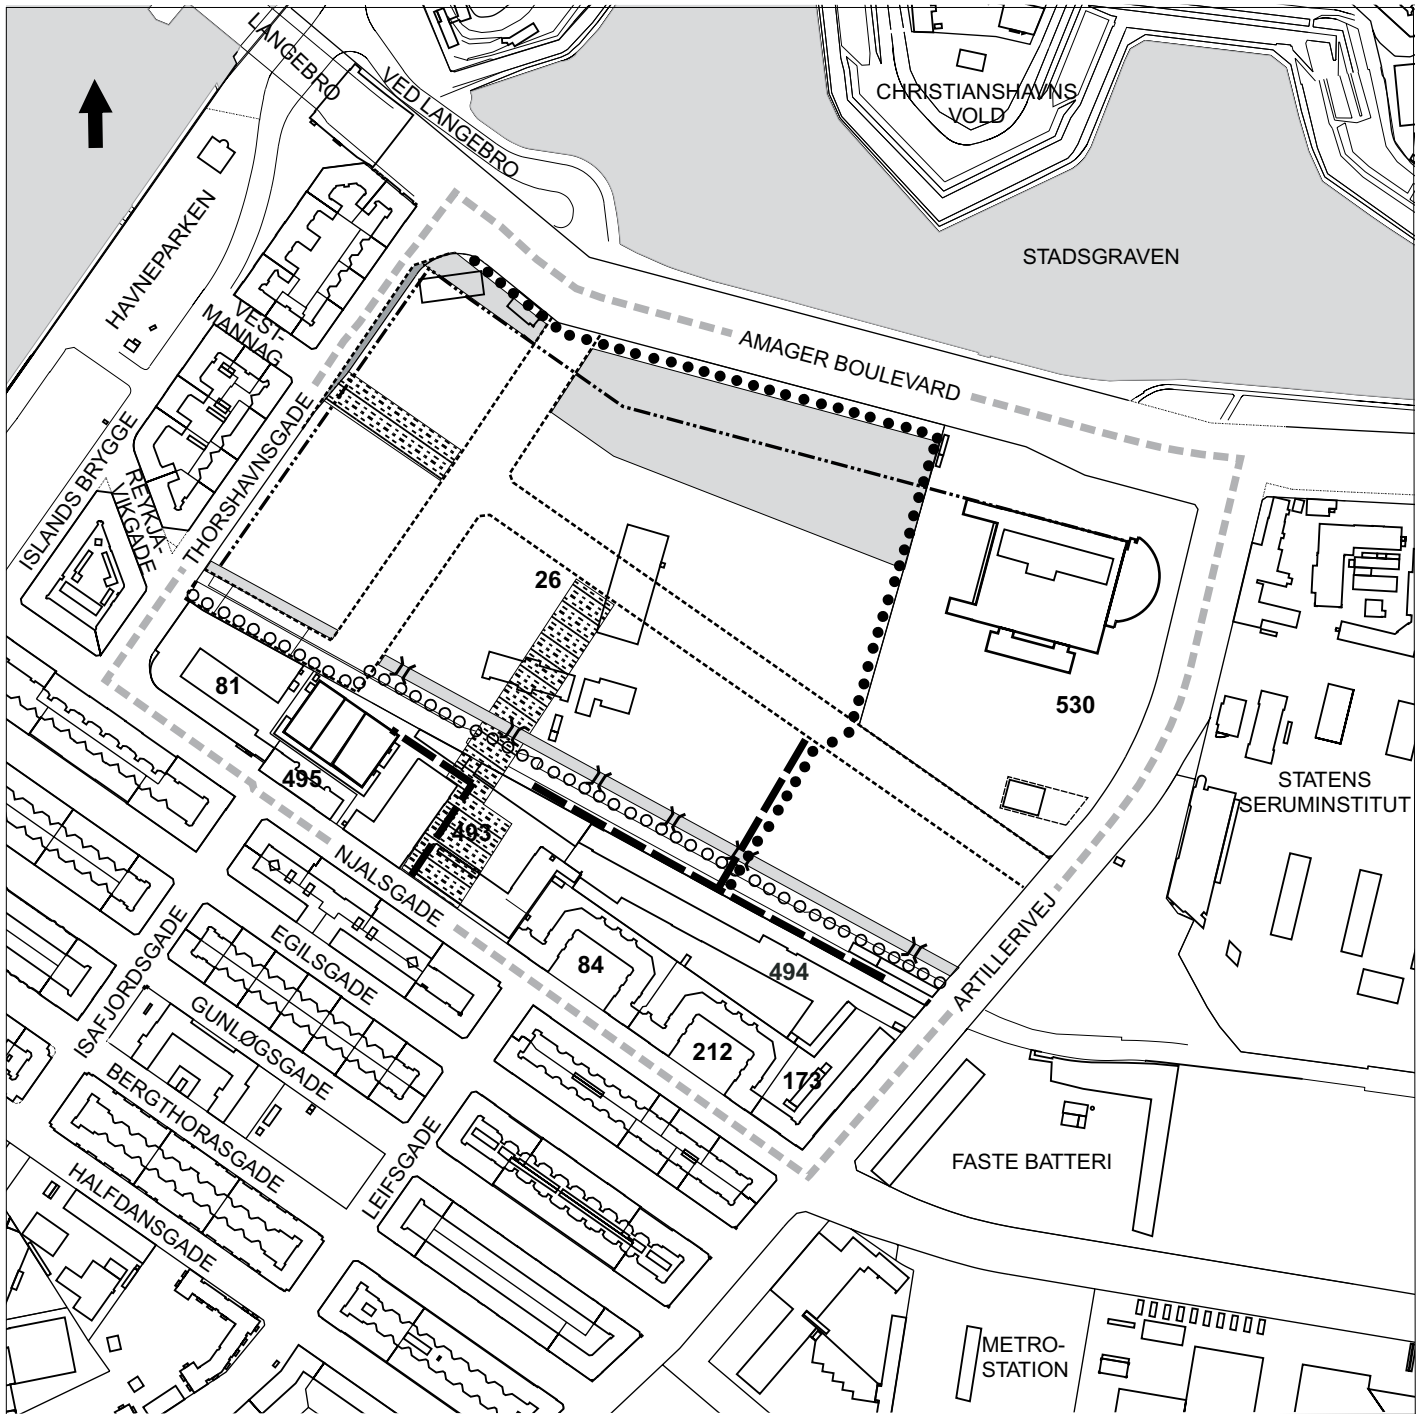 LANGEBRO
VED LANGEBRO
CHRISTIANSHAVNS
VOLD
STADSGRAVEN
HAVNEPARKEN
VEST-
MANNAG
AMAGER BOULEVARD
ISLANDS BRYGGE
REYKJA-
VIKGADE
THORSHAVNSGADE
26
81
530
495
493
STATENS
SERUMINSTITUT
NJALSGADE
ARTILLERIVEJ
84
494
ISAFJORDSGADE
EGILSGADE
GUNLØGSGADE
212
173
BERGTHORASGADE
LEIFSGADE
HALFDANSGADE
FASTE BATTERI
METRO-
STATION